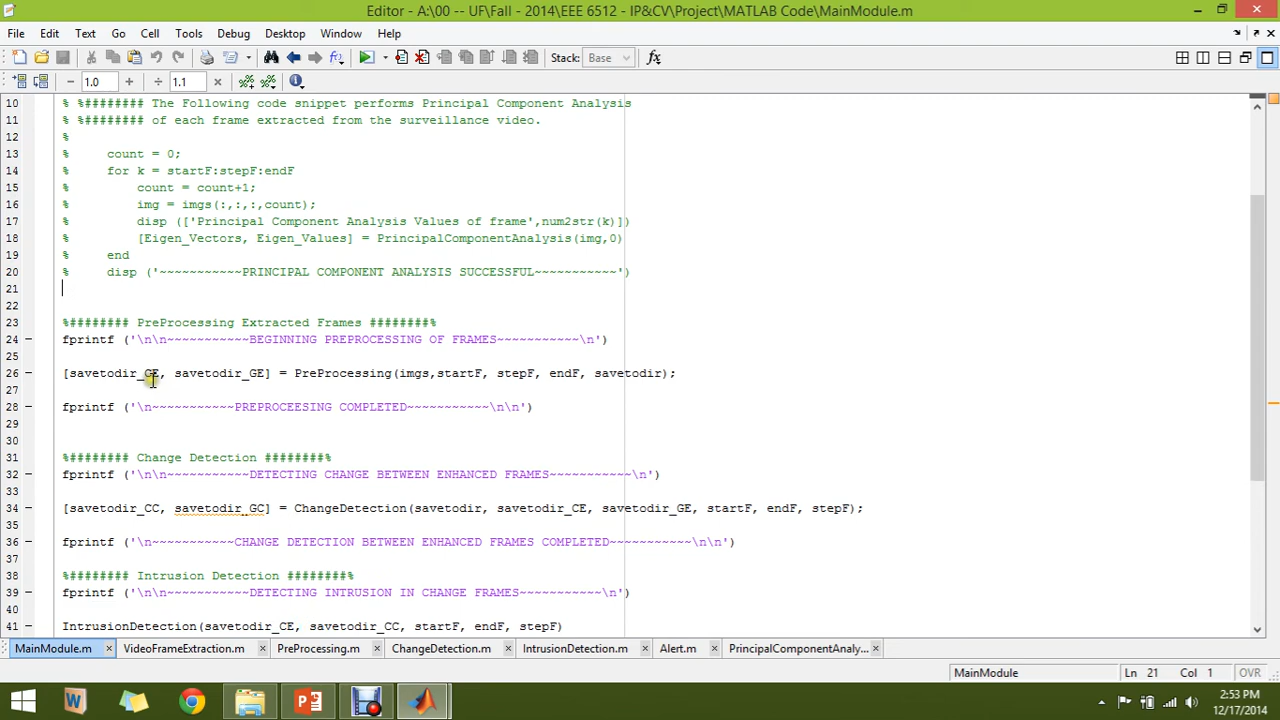 Editor - A:\00 -- UF\Fall - 2014\EEE 6512 - IP&CV\Project\MATLAB Code\MainModule.m
File Edit Text Go Cell Tools Debug Desktop Window Help
Stack: Base fx
− 1.0 + ÷ 1.1 ×
10 % %######## The Following code snippet performs Principal Component Analysis
11 % %######## of each frame extracted from the surveillance video.
12 %
13 % count = 0;
14 % for k = startF:stepF:endF
15 % count = count+1;
16 % img = imgs(:,:,:,count);
17 % disp (['Principal Component Analysis Values of frame',num2str(k)])
18 % [Eigen_Vectors, Eigen_Values] = PrincipalComponentAnalysis(img,0)
19 % end
20 % disp ('~~~~~~~~~~~PRINCIPAL COMPONENT ANALYSIS SUCCESSFUL~~~~~~~~~~~')
21
22
23 %######## PreProcessing Extracted Frames ########%
24 − fprintf ('\n\n~~~~~~~~~~~BEGINNING PREPROCESSING OF FRAMES~~~~~~~~~~~\n')
25
26 − [savetodir_CE, savetodir_GE] = PreProcessing(imgs,startF, stepF, endF, savetodir);
27
28 − fprintf ('\n~~~~~~~~~~~PREPROCEESING COMPLETED~~~~~~~~~~~\n\n')
29
30
31 %######## Change Detection ########%
32 − fprintf ('\n\n~~~~~~~~~~~DETECTING CHANGE BETWEEN ENHANCED FRAMES~~~~~~~~~~~\n')
33
34 − [savetodir_CC, savetodir_GC] = ChangeDetection(savetodir, savetodir_CE, savetodir_GE, startF, endF, stepF);
35
36 − fprintf ('\n~~~~~~~~~~~CHANGE DETECTION BETWEEN ENHANCED FRAMES COMPLETED~~~~~~~~~~~\n\n')
37
38 %######## Intrusion Detection ########%
39 − fprintf ('\n\n~~~~~~~~~~~DETECTING INTRUSION IN CHANGE FRAMES~~~~~~~~~~~\n')
40
41 − IntrusionDetection(savetodir_CE, savetodir_CC, startF, endF, stepF)
MainModule.m × VideoFrameExtraction.m × PreProcessing.m × ChangeDetection.m × IntrusionDetection.m × Alert.m × PrincipalComponentAnaly... ×
MainModule Ln 21 Col 1 OVR
2:53 PM
12/17/2014